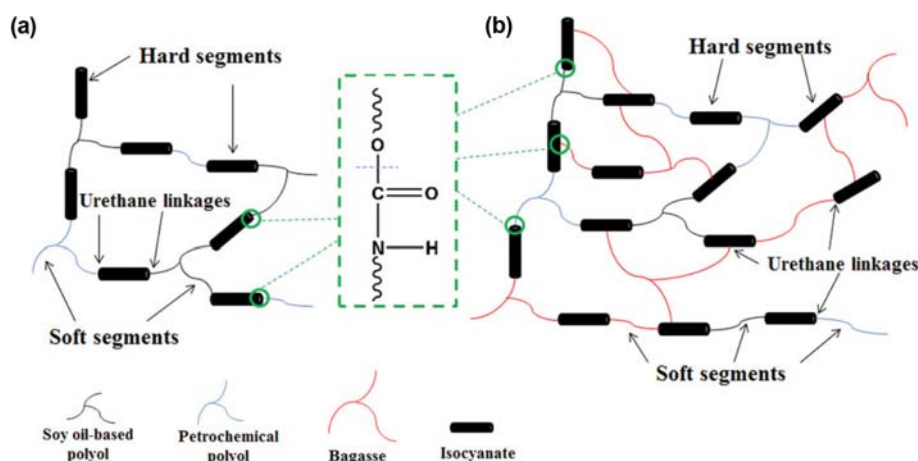 (a)
Hard segments
Urethane linkages
Soft segments
O
C
O
N
H
(b)
Hard segments
Urethane linkages
Soft segments
Soy oil-based
polyol
Petrochemical
polyol
Bagasse
Isocyanate